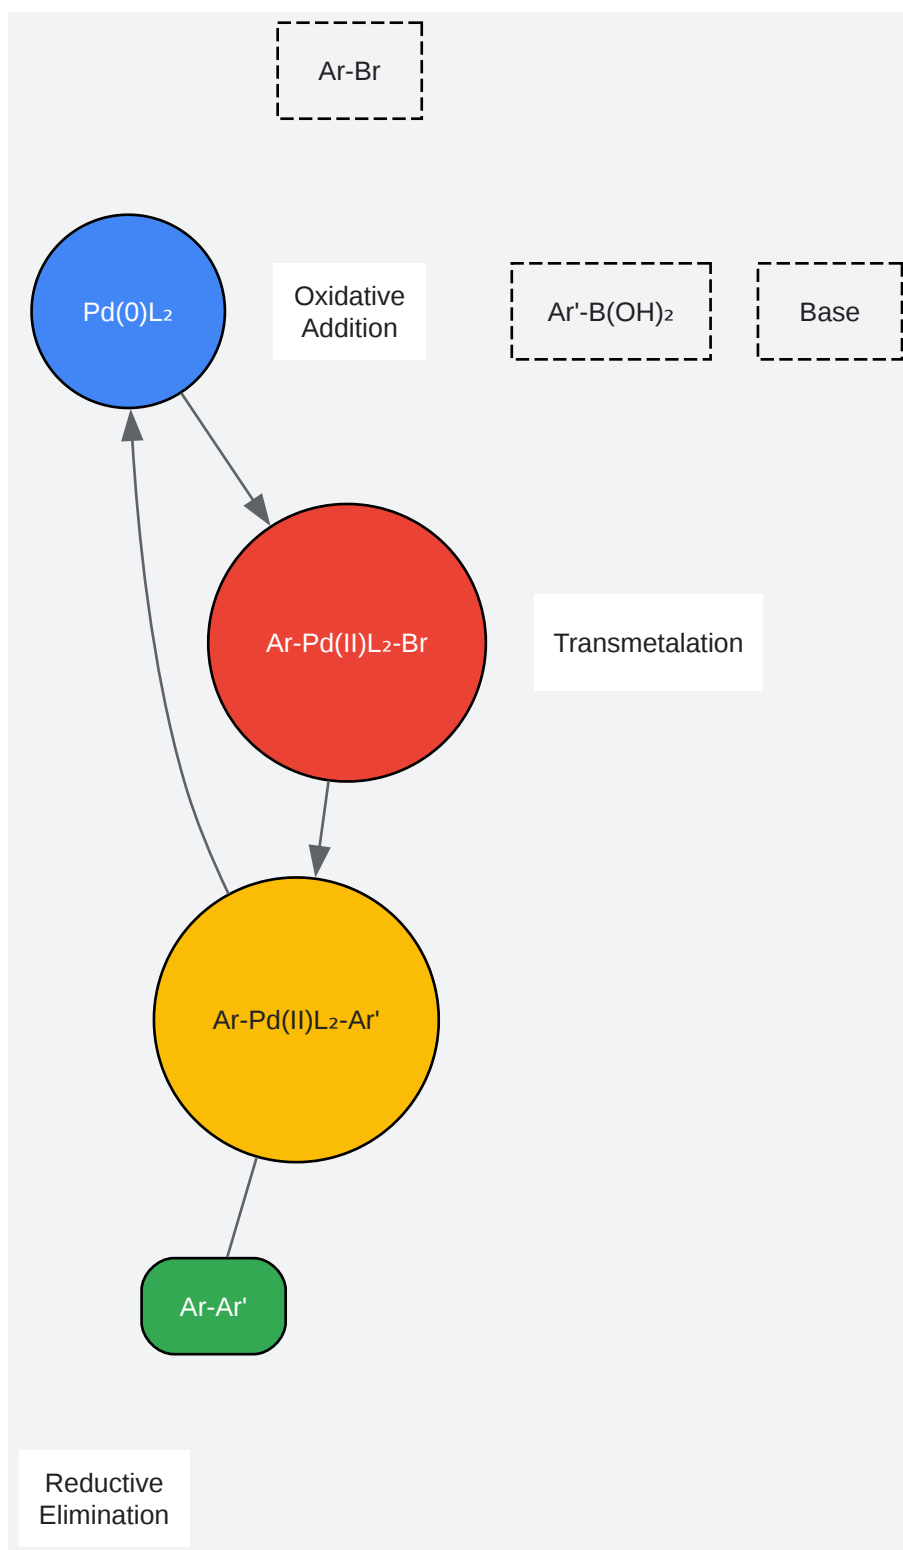 Ar-Br
Pd(0)L₂
Oxidative
Addition
Ar'-B(OH)₂
Base
Ar-Pd(II)L₂-Br
Transmetalation
Ar-Pd(II)L₂-Ar'
Ar-Ar'
Reductive
Elimination